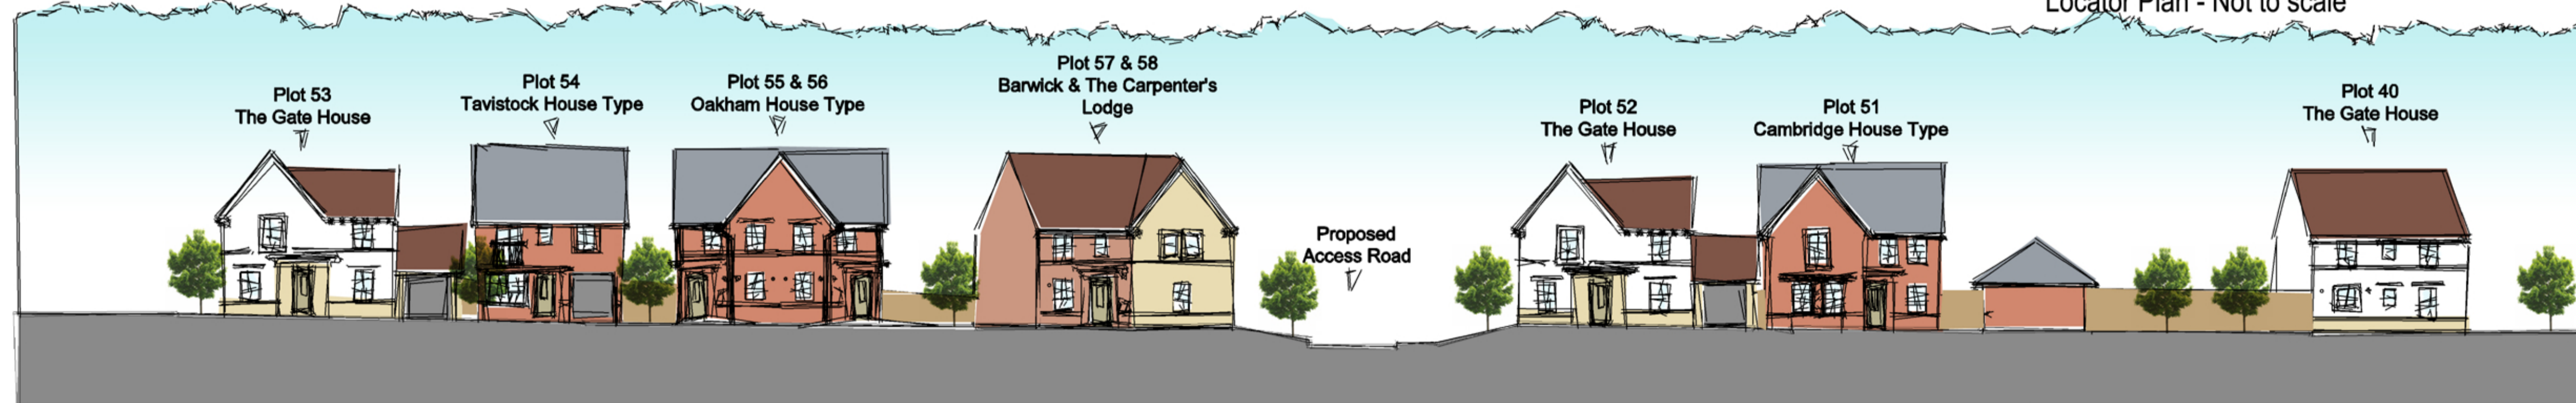 Locator Plan - Not to scale
Plot 53
The Gate House
Plot 54
Tavistock House Type
Plot 55 & 56
Oakham House Type
Plot 57 & 58
Barwick & The Carpenter's
Lodge
Proposed
Access Road
Plot 52
The Gate House
Plot 51
Cambridge House Type
Plot 40
The Gate House